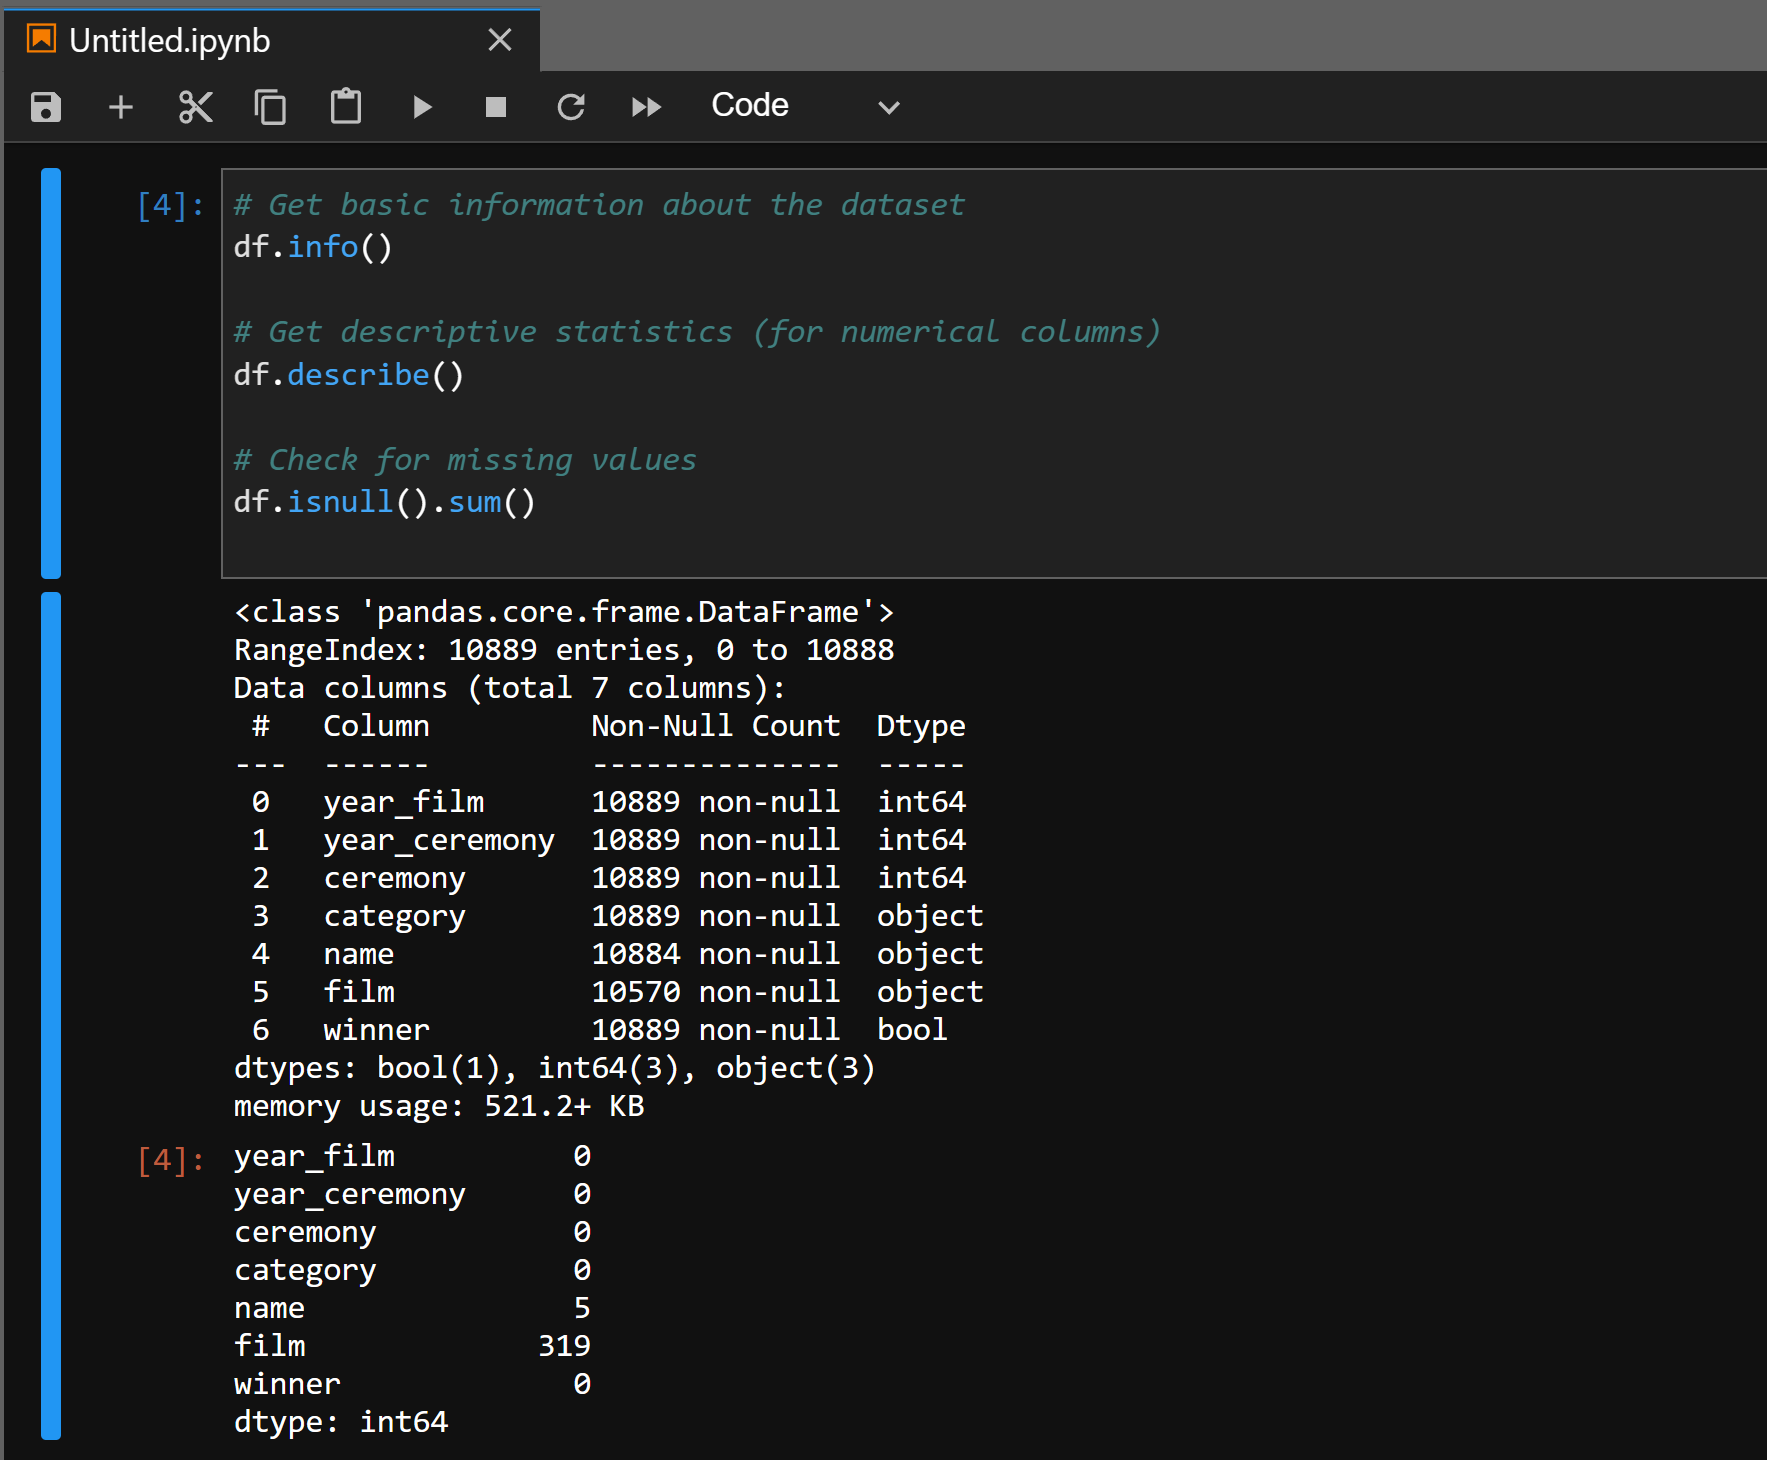 Untitled.ipynb
Code
[4]:
# Get basic information about the dataset
df.info()
# Get descriptive statistics (for numerical columns)
df.describe()
# Check for missing values
df.isnull().sum()
<class 'pandas.core.frame.DataFrame'>
RangeIndex: 10889 entries, 0 to 10888
Data columns (total 7 columns):
 #   Column         Non-Null Count  Dtype
---  ------         --------------  -----
 0   year_film      10889 non-null  int64
 1   year_ceremony  10889 non-null  int64
 2   ceremony       10889 non-null  int64
 3   category       10889 non-null  object
 4   name           10884 non-null  object
 5   film           10570 non-null  object
 6   winner         10889 non-null  bool
dtypes: bool(1), int64(3), object(3)
memory usage: 521.2+ KB
[4]: year_film          0
year_ceremony      0
ceremony           0
category           0
name               5
film             319
winner             0
dtype: int64